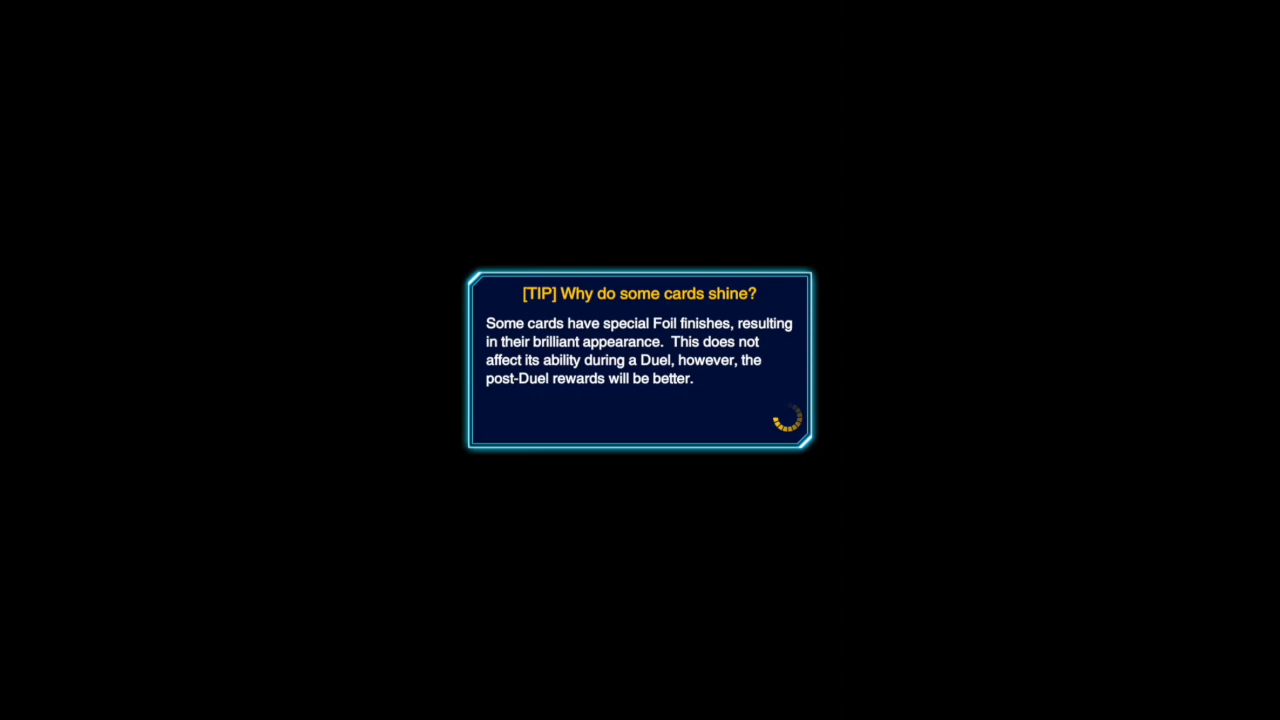 [TIP] Why do some cards shine?
Some cards have special Foil finishes, resulting
in their brilliant appearance.  This does not
affect its ability during a Duel, however, the
post-Duel rewards will be better.